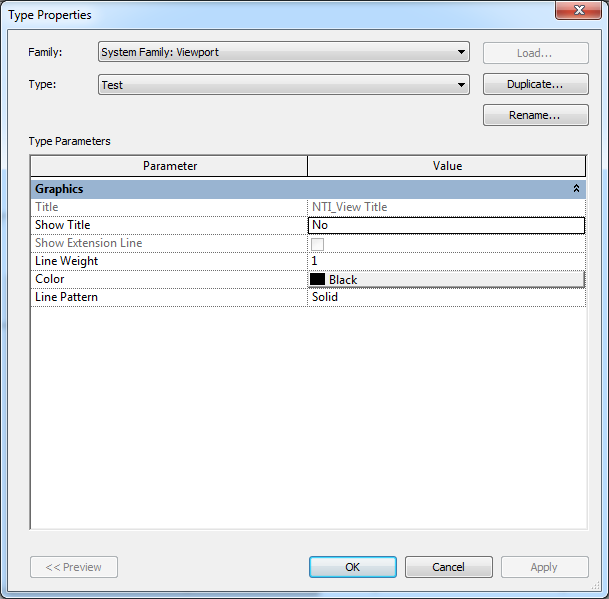 Type Properties
Family: System Family: Viewport Load...
Type: Test Duplicate...
Rename...
Type Parameters
Parameter Value
Graphics
Title NTI_View Title
Show Title No
Show Extension Line
Line Weight 1
Color Black
Line Pattern Solid
<< Preview OK Cancel Apply